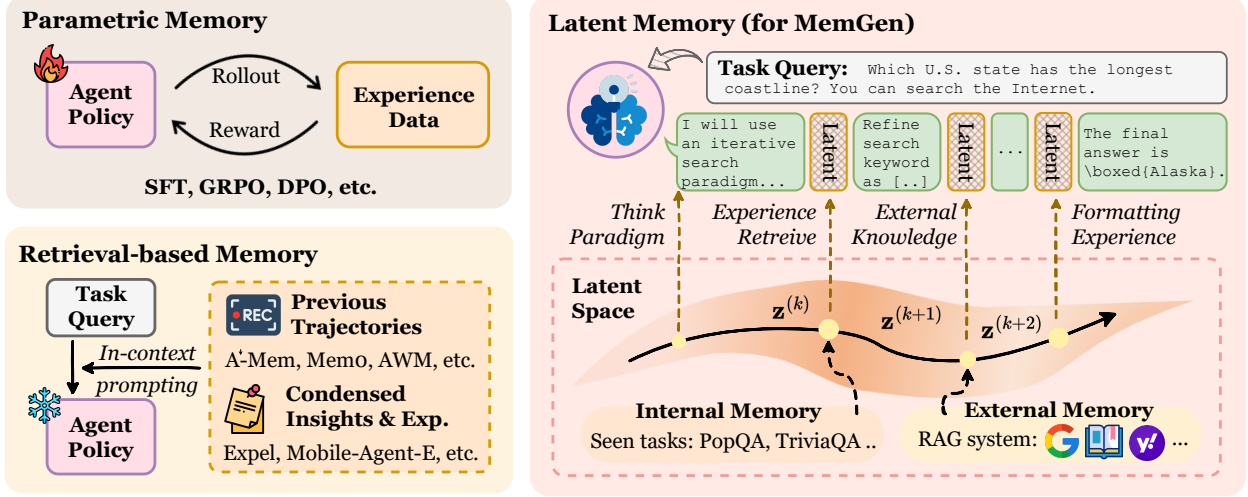 Parametric Memory
Agent
Policy
Rollout
Reward
Experience
Data
SFT, GRPO, DPO, etc.
Retrieval-based Memory
Task
Query
In-context
prompting
Agent
Policy
REC
Previous
Trajectories
A-Mem, Mem0, AWM, etc.
Condensed
Insights & Exp.
Expel, Mobile-Agent-E, etc.
Latent Memory (for MemGen)
Task Query: Which U.S. state has the longest
coastline? You can search the Internet.
I will use
an iterative
search
paradigm...
Latent
Refine
search
keyword
as [..]
Latent
...
Latent
The final
answer is
\boxed{Alaska}.
Think
Paradigm
Experience
Retreive
External
Knowledge
Formatting
Experience
Latent
Space
z^(k)
z^(k+1)
z^(k+2)
Internal Memory
Seen tasks: PopQA, TriviaQA ..
External Memory
RAG system: G y! ...